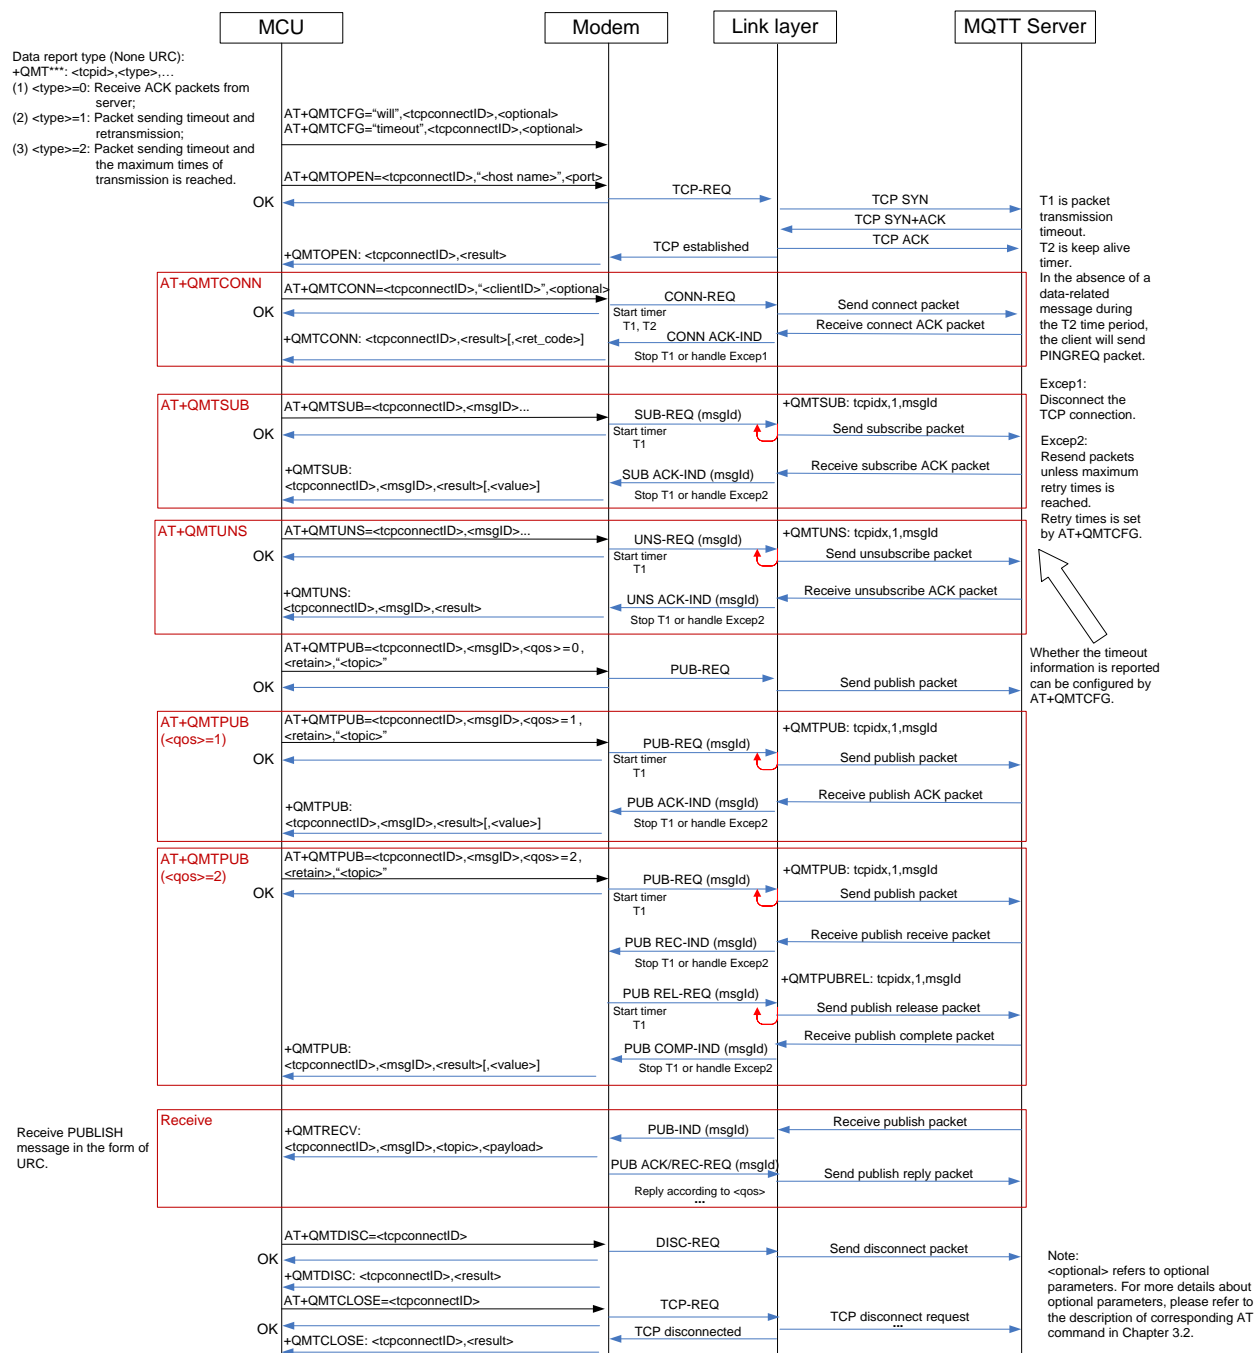 MCU
Modem
Link layer
MQTT Server
Data report type (None URC):
+QMT***: <tcpid>,<type>,...
(1) <type>=0: Receive ACK packets from
server;
(2) <type>=1: Packet sending timeout and
retransmission;
(3) <type>=2: Packet sending timeout and
the maximum times of
transmission is reached.
AT+QMTCFG=“will”,<tcpconnectID>,<optional>
AT+QMTCFG=“timeout”,<tcpconnectID>,<optional>
AT+QMTOPEN=<tcpconnectID>,“<host name>”,<port>
OK
TCP-REQ
TCP SYN
TCP SYN+ACK
TCP ACK
TCP established
+QMTOPEN: <tcpconnectID>,<result>
T1 is packet
transmission
timeout.
T2 is keep alive
timer.
In the absence of a
data-related
message during
the T2 time period,
the client will send
PINGREQ packet.
Excep1:
Disconnect the
TCP connection.
Excep2:
Resend packets
unless maximum
retry times is
reached.
Retry times is set
by AT+QMTCFG.
Whether the timeout
information is reported
can be configured by
AT+QMTCFG.
AT+QMTCONN
AT+QMTCONN=<tcpconnectID>,“<clientID>”,<optional>
OK
CONN-REQ
Start timer
T1, T2
Send connect packet
Receive connect ACK packet
CONN ACK-IND
Stop T1 or handle Excep1
+QMTCONN: <tcpconnectID>,<result>[,<ret_code>]
AT+QMTSUB
AT+QMTSUB=<tcpconnectID>,<msgID>...
OK
SUB-REQ (msgId)
Start timer
T1
+QMTSUB: tcpidx,1,msgId
Send subscribe packet
Receive subscribe ACK packet
SUB ACK-IND (msgId)
Stop T1 or handle Excep2
+QMTSUB:
<tcpconnectID>,<msgID>,<result>[,<value>]
AT+QMTUNS
AT+QMTUNS=<tcpconnectID>,<msgID>...
OK
UNS-REQ (msgId)
Start timer
T1
+QMTUNS: tcpidx,1,msgId
Send unsubscribe packet
Receive unsubscribe ACK packet
UNS ACK-IND (msgId)
Stop T1 or handle Excep2
+QMTUNS:
<tcpconnectID>,<msgID>,<result>
AT+QMTPUB=<tcpconnectID>,<msgID>,<qos>=0,
<retain>,“<topic>”
OK
PUB-REQ
Send publish packet
AT+QMTPUB
(<qos>=1)
AT+QMTPUB=<tcpconnectID>,<msgID>,<qos>=1,
<retain>,“<topic>”
OK
PUB-REQ (msgId)
Start timer
T1
+QMTPUB: tcpidx,1,msgId
Send publish packet
Receive publish ACK packet
PUB ACK-IND (msgId)
Stop T1 or handle Excep2
+QMTPUB:
<tcpconnectID>,<msgID>,<result>[,<value>]
AT+QMTPUB
(<qos>=2)
AT+QMTPUB=<tcpconnectID>,<msgID>,<qos>=2,
<retain>,“<topic>”
OK
PUB-REQ (msgId)
Start timer
T1
+QMTPUB: tcpidx,1,msgId
Send publish packet
Receive publish receive packet
PUB REC-IND (msgId)
Stop T1 or handle Excep2
+QMTPUBREL: tcpidx,1,msgId
PUB REL-REQ (msgId)
Start timer
T1
Send publish release packet
Receive publish complete packet
PUB COMP-IND (msgId)
Stop T1 or handle Excep2
+QMTPUB:
<tcpconnectID>,<msgID>,<result>[,<value>]
Receive PUBLISH
message in the form of
URC.
Receive
Receive publish packet
PUB-IND (msgId)
+QMTRECV:
<tcpconnectID>,<msgID>,<topic>,<payload>
PUB ACK/REC-REQ (msgId)
Send publish reply packet
Reply according to <qos>
...
AT+QMTDISC=<tcpconnectID>
OK
DISC-REQ
Send disconnect packet
+QMTDISC: <tcpconnectID>,<result>
AT+QMTCLOSE=<tcpconnectID>
OK
TCP-REQ
TCP disconnect request
...
TCP disconnected
+QMTCLOSE: <tcpconnectID>,<result>
Note:
<optional> refers to optional
parameters. For more details about
optional parameters, please refer to
the description of corresponding AT
command in Chapter 3.2.